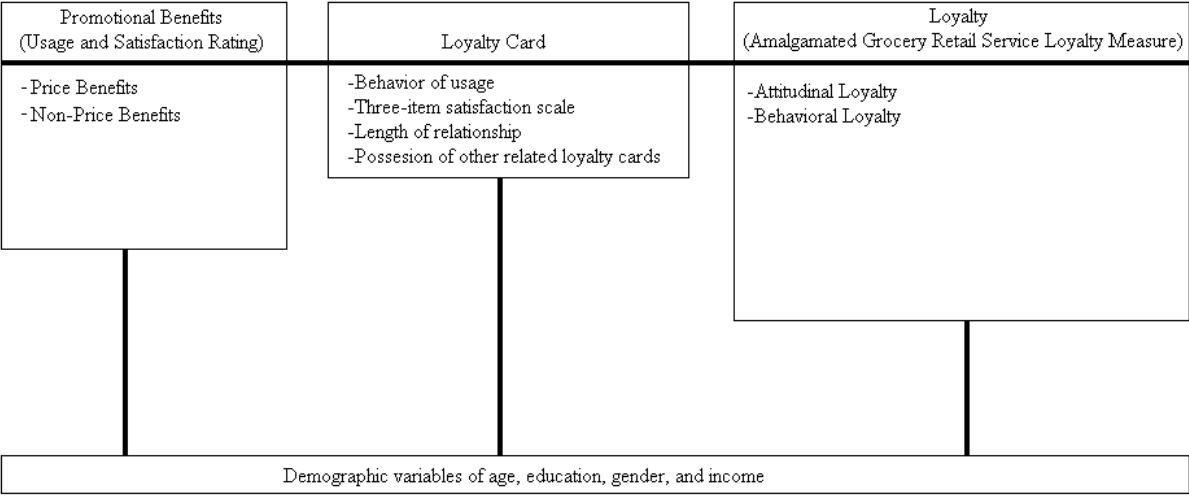 Promotional Benefits
(Usage and Satisfaction Rating)
-Price Benefits
-Non-Price Benefits
Loyalty Card
-Behavior of usage
-Three-item satisfaction scale
-Length of relationship
-Possesion of other related loyalty cards
Loyalty
(Amalgamated Grocery Retail Service Loyalty Measure)
-Attitudinal Loyalty
-Behavioral Loyalty
Demographic variables of age, education, gender, and income